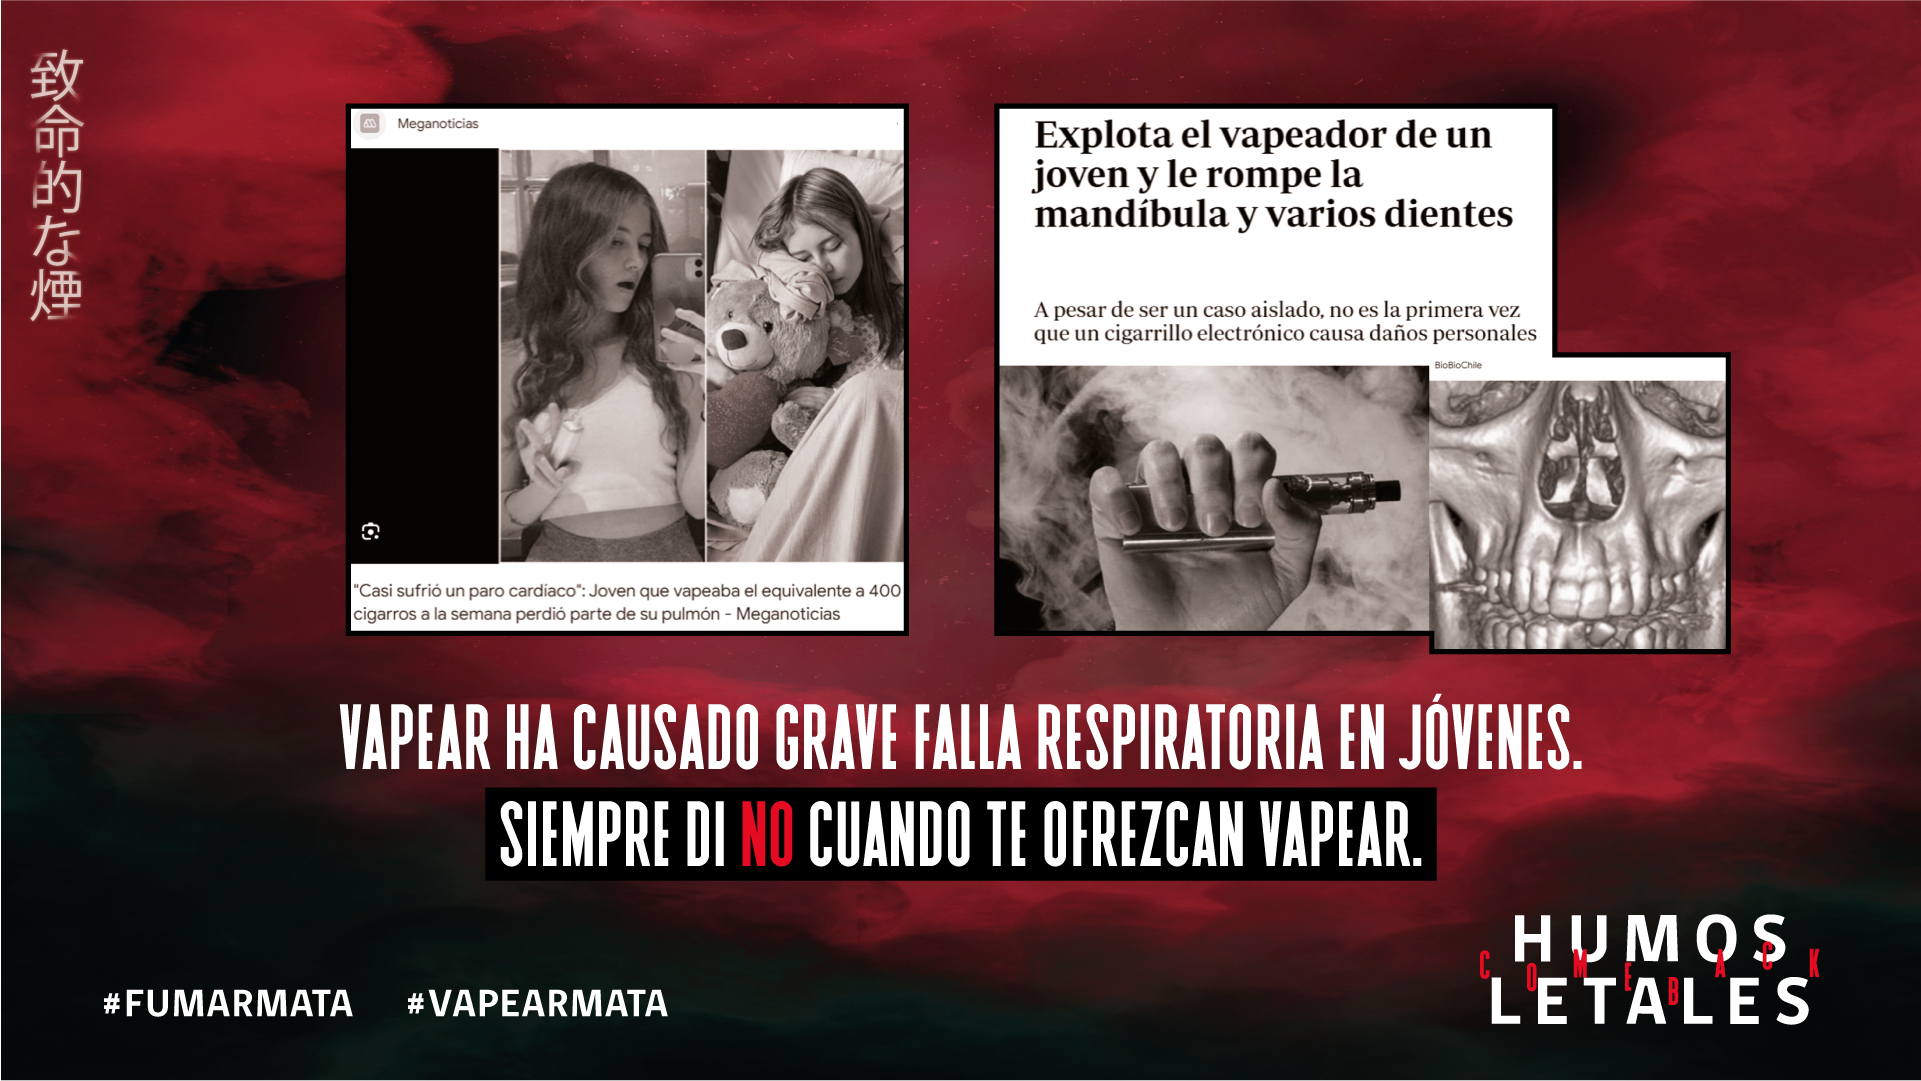 致命的な煙
Meganoticias
"Casi sufrió un paro cardíaco": Joven que vapeaba el equivalente a 400
cigarros a la semana perdió parte de su pulmón - Meganoticias
Explota el vapeador de un
joven y le rompe la
mandíbula y varios dientes
A pesar de ser un caso aislado, no es la primera vez
que un cigarrillo electrónico causa daños personales
BioBioChile
VAPEAR HA CAUSADO GRAVE FALLA RESPIRATORIA EN JÓVENES.
SIEMPRE DI NO CUANDO TE OFREZCAN VAPEAR.
#FUMARMATA #VAPEARMATA
HUMOS
COMEBACK
LETALES